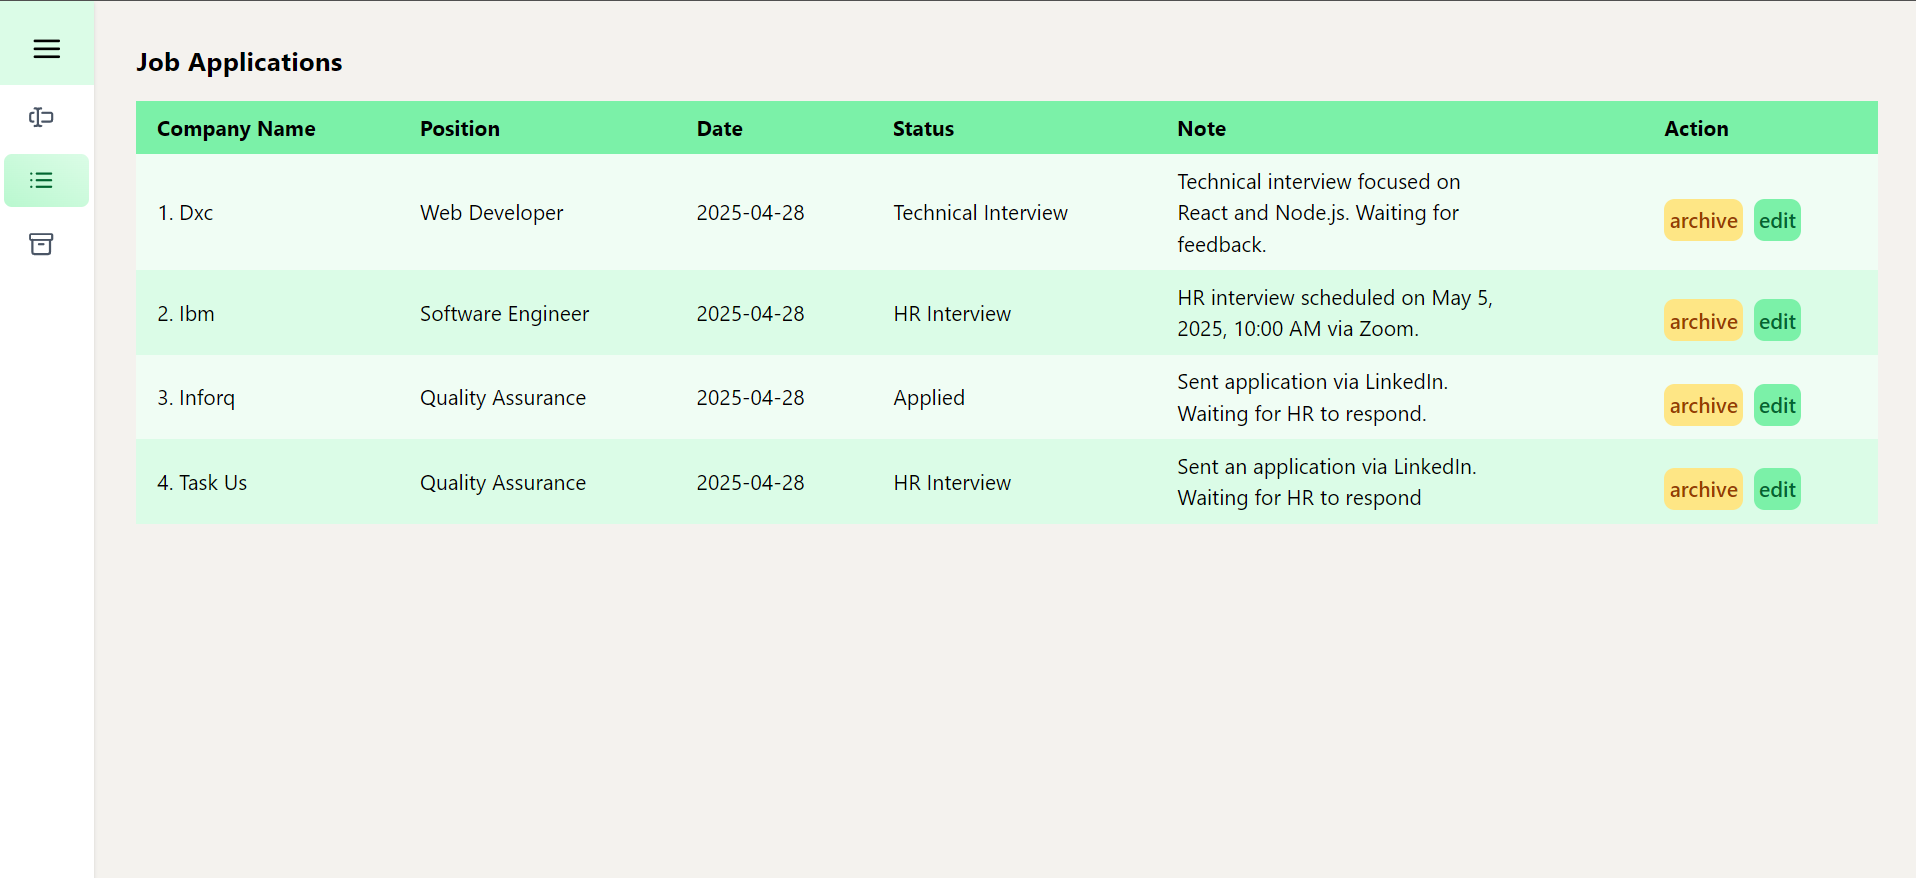 Job Applications
Company Name Position Date Status Note Action
1. Dxc Web Developer 2025-04-28 Technical Interview Technical interview focused on
React and Node.js. Waiting for
feedback.
archive edit
2. Ibm Software Engineer 2025-04-28 HR Interview HR interview scheduled on May 5,
2025, 10:00 AM via Zoom.
archive edit
3. Inforq Quality Assurance 2025-04-28 Applied Sent application via LinkedIn.
Waiting for HR to respond.
archive edit
4. Task Us Quality Assurance 2025-04-28 HR Interview Sent an application via LinkedIn.
Waiting for HR to respond
archive edit